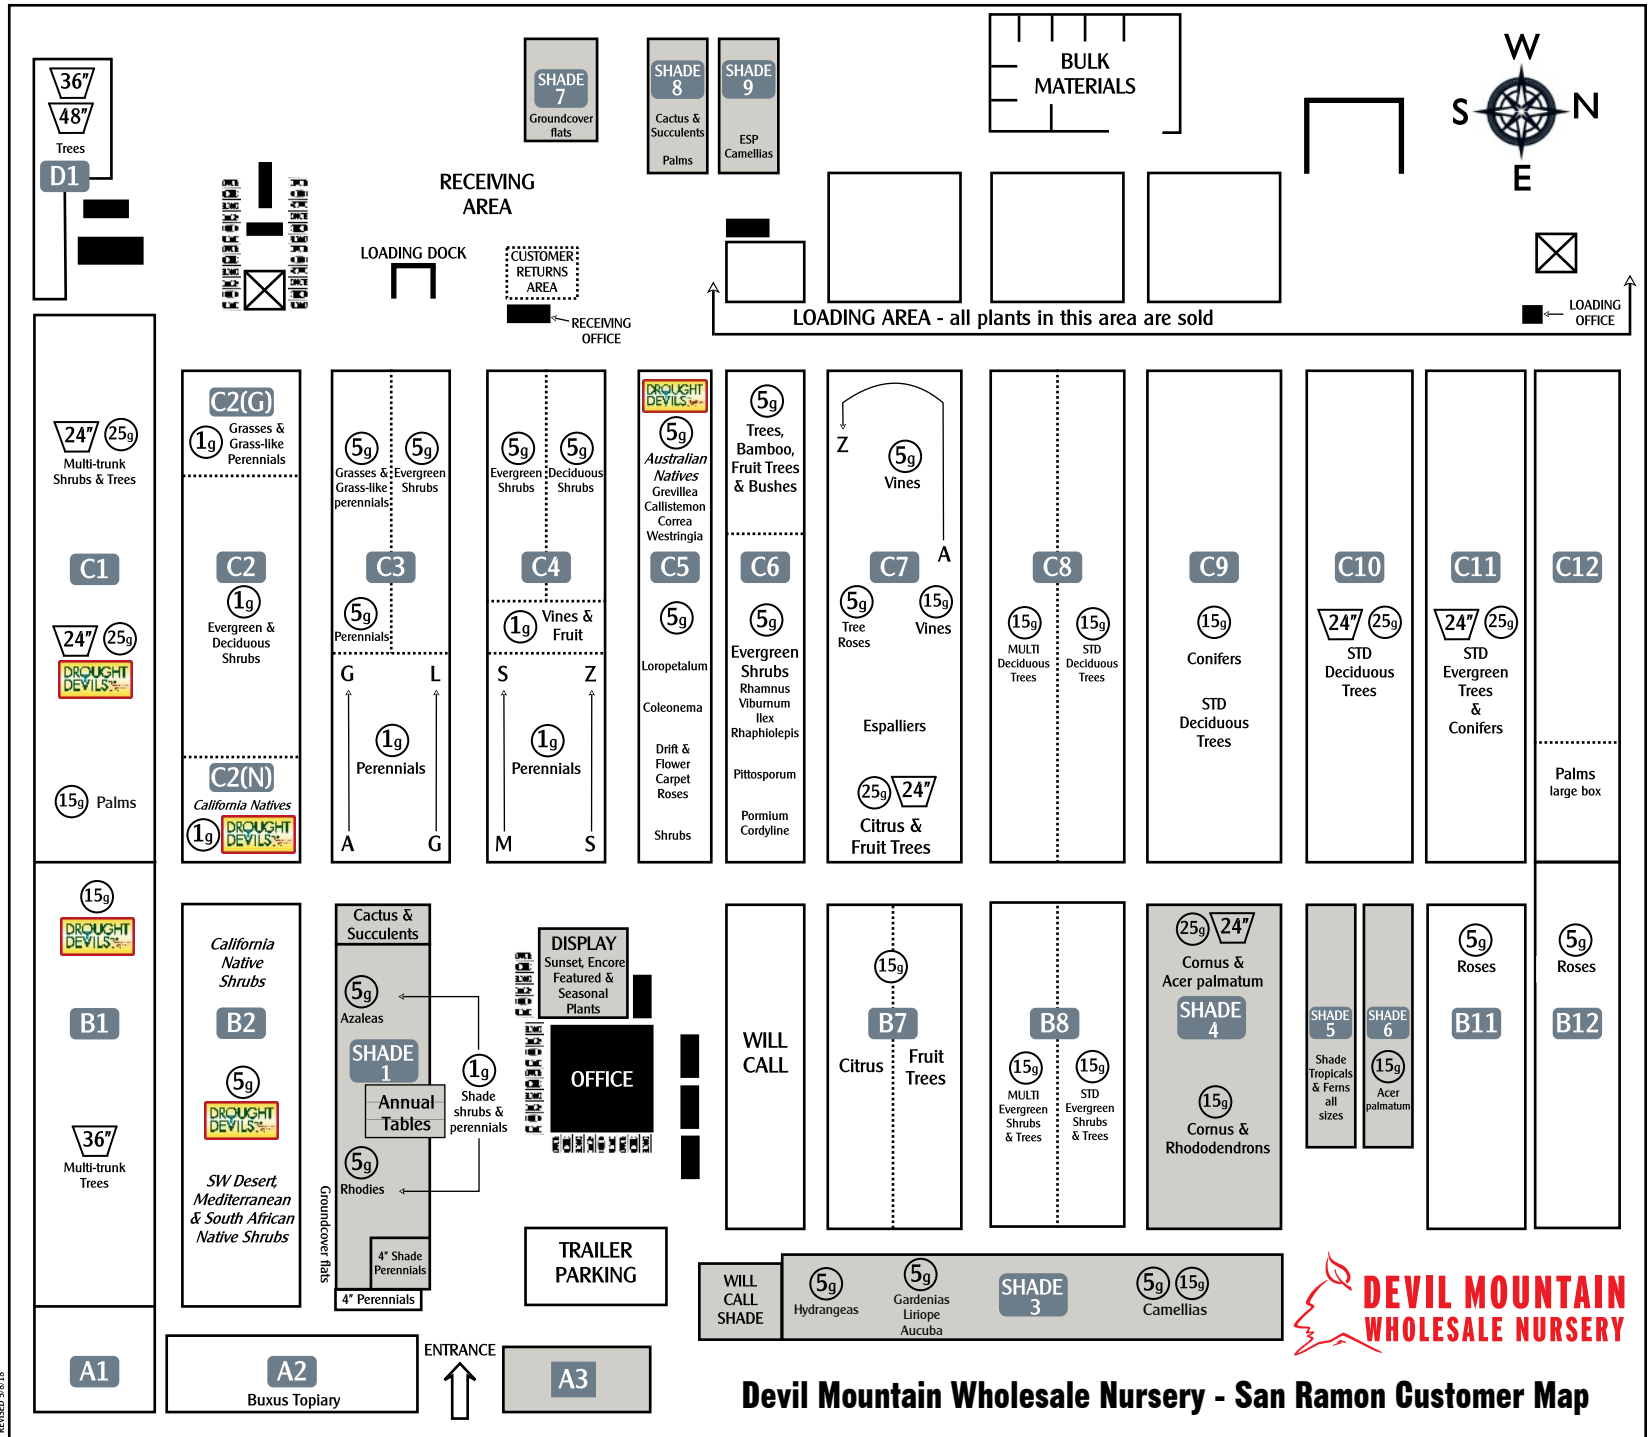 36"
48"
Trees
D1
SHADE
7
Groundcover
flats
SHADE
8
Cactus &
Succulents
Palms
SHADE
9
ESP
Camellias
BULK
MATERIALS
W
S
N
E
RECEIVING
AREA
LOADING DOCK
CUSTOMER
RETURNS
AREA
RECEIVING
OFFICE
LOADING AREA - all plants in this area are sold
LOADING
OFFICE
24" 25g
Multi-trunk
Shrubs & Trees
C1
24" 25g
DROUGHT
DEVILS
15g Palms
C2(G)
1g
Grasses &
Grass-like
Perennials
C2
1g
Evergreen &
Deciduous
Shrubs
C2(N)
California Natives
1g
DROUGHT
DEVILS
5g
Grasses &
Grass-like
perennials
5g
Evergreen
Shrubs
C3
5g
Perennials
G
L
1g
Perennials
A
G
5g
Evergreen
Shrubs
5g
Deciduous
Shrubs
C4
1g
Vines &
Fruit
S
Z
1g
Perennials
M
S
DROUGHT
DEVILS
5g
Australian
Natives
Grevillea
Callistemon
Correa
Westringia
C5
5g
Loropetalum
Coleonema
Drift &
Flower
Carpet
Roses
Shrubs
5g
Trees,
Bamboo,
Fruit Trees
& Bushes
C6
5g
Evergreen
Shrubs
Rhamnus
Viburnum
Ilex
Rhaphiolepis
Pittosporum
Pormium
Cordyline
Z
5g
Vines
A
C7
5g
Tree
Roses
15g
Vines
Espalliers
25g 24"
Citrus &
Fruit Trees
C8
15g
MULTI
Deciduous
Trees
15g
STD
Deciduous
Trees
C9
15g
Conifers
STD
Deciduous
Trees
C10
24" 25g
STD
Deciduous
Trees
C11
24" 25g
STD
Evergreen
Trees
&
Conifers
C12
Palms
large box
15g
DROUGHT
DEVILS
B1
36"
Multi-trunk
Trees
California
Native
Shrubs
B2
5g
DROUGHT
DEVILS
SW Desert,
Mediterranean
& South African
Native Shrubs
Cactus &
Succulents
5g
Azaleas
SHADE
1
Annual
Tables
5g
Rhodies
1g
Shade
shrubs &
perennials
Groundcover flats
4" Shade
Perennials
4" Perennials
DISPLAY
Sunset, Encore
Featured &
Seasonal
Plants
OFFICE
TRAILER
PARKING
WILL
CALL
15g
B7
Citrus
Fruit
Trees
B8
15g
MULTI
Evergreen
Shrubs
& Trees
15g
STD
Evergreen
Shrubs
& Trees
25g 24"
Cornus &
Acer palmatum
SHADE
4
15g
Cornus &
Rhododendrons
SHADE
5
Shade
Tropicals
& Ferns
all
sizes
SHADE
6
15g
Acer
palmatum
5g
Roses
B11
5g
Roses
B12
WILL
CALL
SHADE
5g
Hydrangeas
5g
Gardenias
Liriope
Aucuba
SHADE
3
5g 15g
Camellias
DEVIL MOUNTAIN
WHOLESALE NURSERY
A1
A2
Buxus Topiary
ENTRANCE
A3
Devil Mountain Wholesale Nursery - San Ramon Customer Map